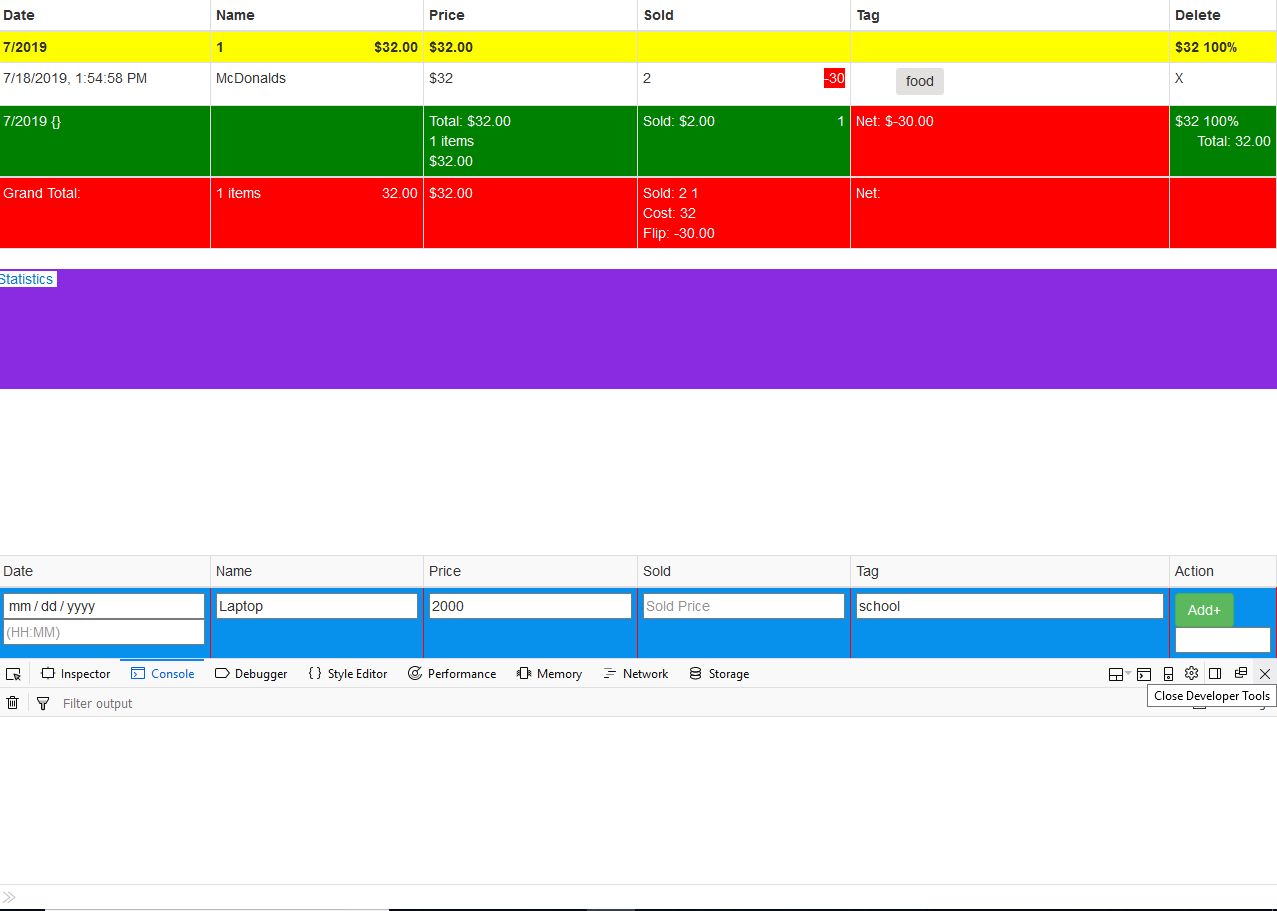 Date Name Price Sold Tag Delete
7/2019 1 $32.00 $32.00 $32 100%
7/18/2019, 1:54:58 PM McDonalds $32 2 -30 food X
7/2019 {} Total: $32.00 Sold: $2.00 1 Net: $-30.00 $32 100%
1 items Total: 32.00
$32.00
Grand Total: 1 items 32.00 $32.00 Sold: 2 1 Net:
Cost: 32
Flip: -30.00
Statistics
Date Name Price Sold Tag Action
mm / dd / yyyy Laptop 2000 Sold Price school Add+
(HH:MM)
Inspector Console Debugger {} Style Editor Performance Memory Network Storage
Close Developer Tools
Filter output